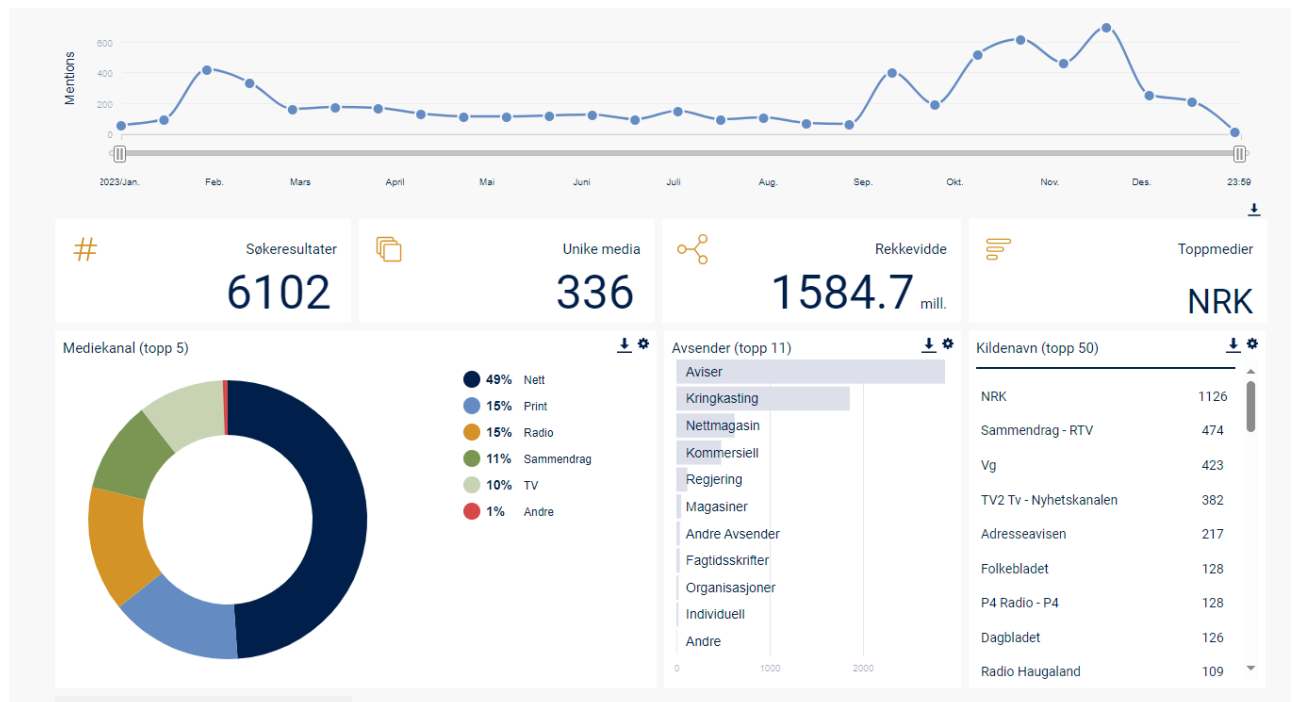 Mentions
600
400
200
0
2023/Jan.
Feb.
Mars
April
Mai
Juni
Juli
Aug.
Sep.
Okt.
Nov.
Des.
23:59
Søkeresultater
6102
Unike media
336
Rekkevidde
1584.7 mill.
Toppmedier
NRK
Mediekanal (topp 5)
49% Nett
15% Print
15% Radio
11% Sammendrag
10% TV
1% Andre
Avsender (topp 11)
Aviser
Kringkasting
Nettmagasin
Kommersiell
Regjering
Magasiner
Andre Avsender
Fagtidsskrifter
Organisasjoner
Individuell
Andre
0 1000 2000
Kildenavn (topp 50)
NRK 1126
Sammendrag - RTV 474
Vg 423
TV2 Tv - Nyhetskanalen 382
Adresseavisen 217
Folkebladet 128
P4 Radio - P4 128
Dagbladet 126
Radio Haugaland 109